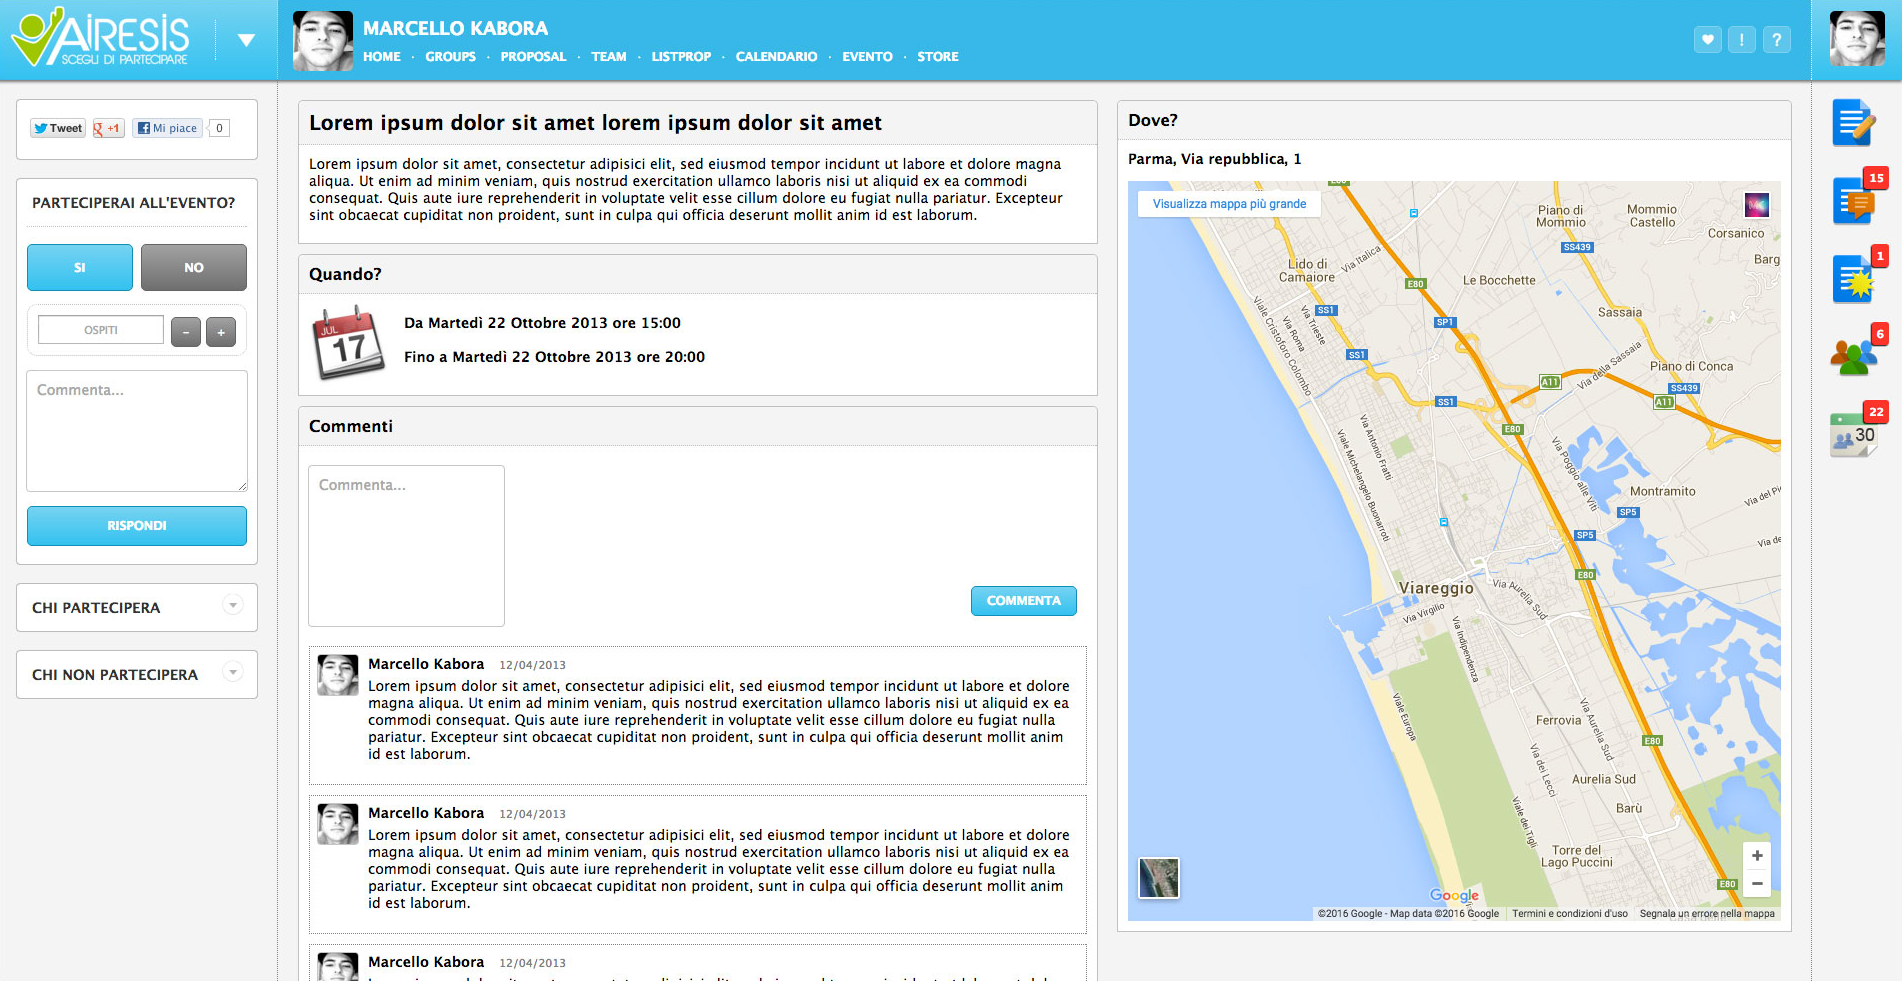 AIRESIS
SCEGLI DI PARTECIPARE
MARCELLO KABORA
HOME · GROUPS · PROPOSAL · TEAM · LISTPROP · CALENDARIO · EVENTO · STORE
! ?
Tweet
g +1
Mi piace
0
PARTECIPERAI ALL'EVENTO?
SI
NO
OSPITI
-
+
Commenta...
RISPONDI
CHI PARTECIPERA
CHI NON PARTECIPERA
Lorem ipsum dolor sit amet lorem ipsum dolor sit amet
Lorem ipsum dolor sit amet, consectetur adipisici elit, sed eiusmod tempor incidunt ut labore et dolore magna
aliqua. Ut enim ad minim veniam, quis nostrud exercitation ullamco laboris nisi ut aliquid ex ea commodi
consequat. Quis aute iure reprehenderit in voluptate velit esse cillum dolore eu fugiat nulla pariatur. Excepteur
sint obcaecat cupiditat non proident, sunt in culpa qui officia deserunt mollit anim id est laborum.
Quando?
JUL
17
Da Martedì 22 Ottobre 2013 ore 15:00
Fino a Martedì 22 Ottobre 2013 ore 20:00
Commenti
Commenta...
COMMENTA
Marcello Kabora 12/04/2013
Lorem ipsum dolor sit amet, consectetur adipisici elit, sed eiusmod tempor incidunt ut labore et dolore
magna aliqua. Ut enim ad minim veniam, quis nostrud exercitation ullamco laboris nisi ut aliquid ex ea
commodi consequat. Quis aute iure reprehenderit in voluptate velit esse cillum dolore eu fugiat nulla
pariatur. Excepteur sint obcaecat cupiditat non proident, sunt in culpa qui officia deserunt mollit anim
id est laborum.
Marcello Kabora 12/04/2013
Lorem ipsum dolor sit amet, consectetur adipisici elit, sed eiusmod tempor incidunt ut labore et dolore
magna aliqua. Ut enim ad minim veniam, quis nostrud exercitation ullamco laboris nisi ut aliquid ex ea
commodi consequat. Quis aute iure reprehenderit in voluptate velit esse cillum dolore eu fugiat nulla
pariatur. Excepteur sint obcaecat cupiditat non proident, sunt in culpa qui officia deserunt mollit anim
id est laborum.
Marcello Kabora 12/04/2013
Dove?
Parma, Via repubblica, 1
Visualizza mappa più grande
E80
Piano di
Mommio
Mommio
Castello
Corsanico
SS439
Barg
Via Italica
Lido di
Camaiore
Le Bocchette
E80
Viale Cristoforo Colombo
Via Roma
Via Trieste
SS1
SP1
Sassaia
SS1
Via della Sassaia
Piano di Conca
A11
SS439
SS1
A11
E80
Via Antonio Fratti
Viale Michelangelo Buonarroti
Via Poggio alle Viti
Montramito
Via del Pi
SP5
SP5
Via de
E80
Viareggio
Via Aurelia Sud
Via Virgilio
Via Indipendenza
Viale Europa
Ferrovia
Via Aurelia Sud
E80
Via dei Lecci
Aurelia Sud
Viale dei Tigli
Barù
Torre del
Lago Puccini
E80
+
−
Google
©2016 Google - Map data ©2016 Google Termini e condizioni d'uso Segnala un errore nella mappa
15
1
6
22
30